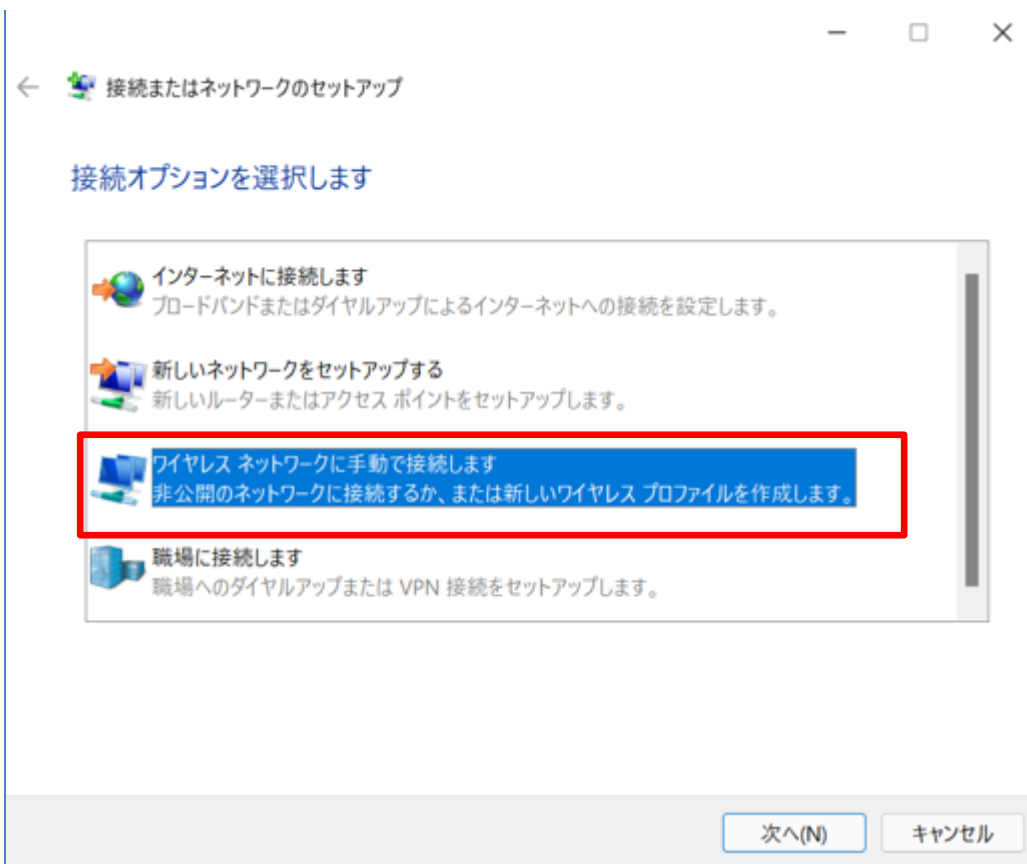 接続またはネットワークのセットアップ
接続オプションを選択します
インターネットに接続します
ブロードバンドまたはダイヤルアップによるインターネットへの接続を設定します。
新しいネットワークをセットアップする
新しいルーターまたはアクセス ポイントをセットアップします。
ワイヤレス ネットワークに手動で接続します
非公開のネットワークに接続するか、または新しいワイヤレス プロファイルを作成します。
職場に接続します
職場へのダイヤルアップまたは VPN 接続をセットアップします。
次へ(N) キャンセル